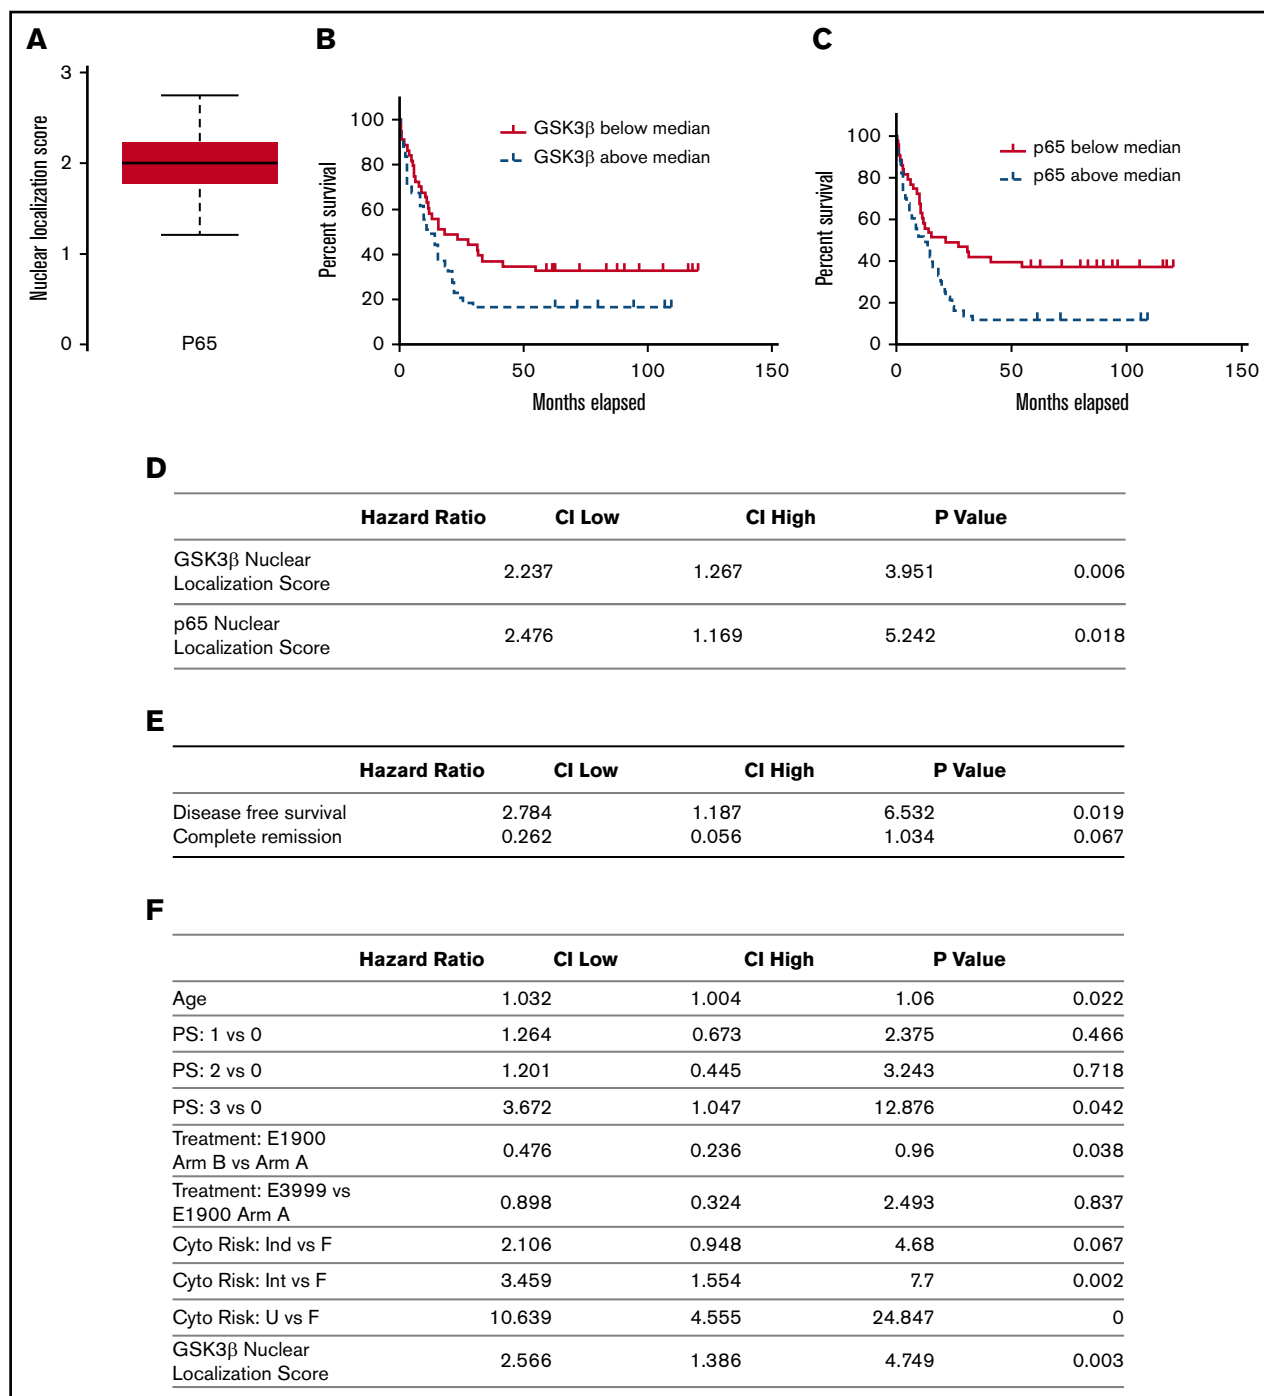 A
B
C
3
2
1
0
Nuclear localization score
P65
100
80
60
40
20
0
Percent survival
GSK3β below median
GSK3β above median
0 50 100 150
Months elapsed
100
80
60
40
20
0
Percent survival
p65 below median
p65 above median
0 50 100 150
Months elapsed
D
Hazard Ratio CI Low CI High P Value
GSK3β Nuclear
Localization Score 2.237 1.267 3.951 0.006
p65 Nuclear
Localization Score 2.476 1.169 5.242 0.018
E
Hazard Ratio CI Low CI High P Value
Disease free survival 2.784 1.187 6.532 0.019
Complete remission 0.262 0.056 1.034 0.067
F
Hazard Ratio CI Low CI High P Value
Age 1.032 1.004 1.06 0.022
PS: 1 vs 0 1.264 0.673 2.375 0.466
PS: 2 vs 0 1.201 0.445 3.243 0.718
PS: 3 vs 0 3.672 1.047 12.876 0.042
Treatment: E1900
Arm B vs Arm A 0.476 0.236 0.96 0.038
Treatment: E3999 vs
E1900 Arm A 0.898 0.324 2.493 0.837
Cyto Risk: Ind vs F 2.106 0.948 4.68 0.067
Cyto Risk: Int vs F 3.459 1.554 7.7 0.002
Cyto Risk: U vs F 10.639 4.555 24.847 0
GSK3β Nuclear
Localization Score 2.566 1.386 4.749 0.003